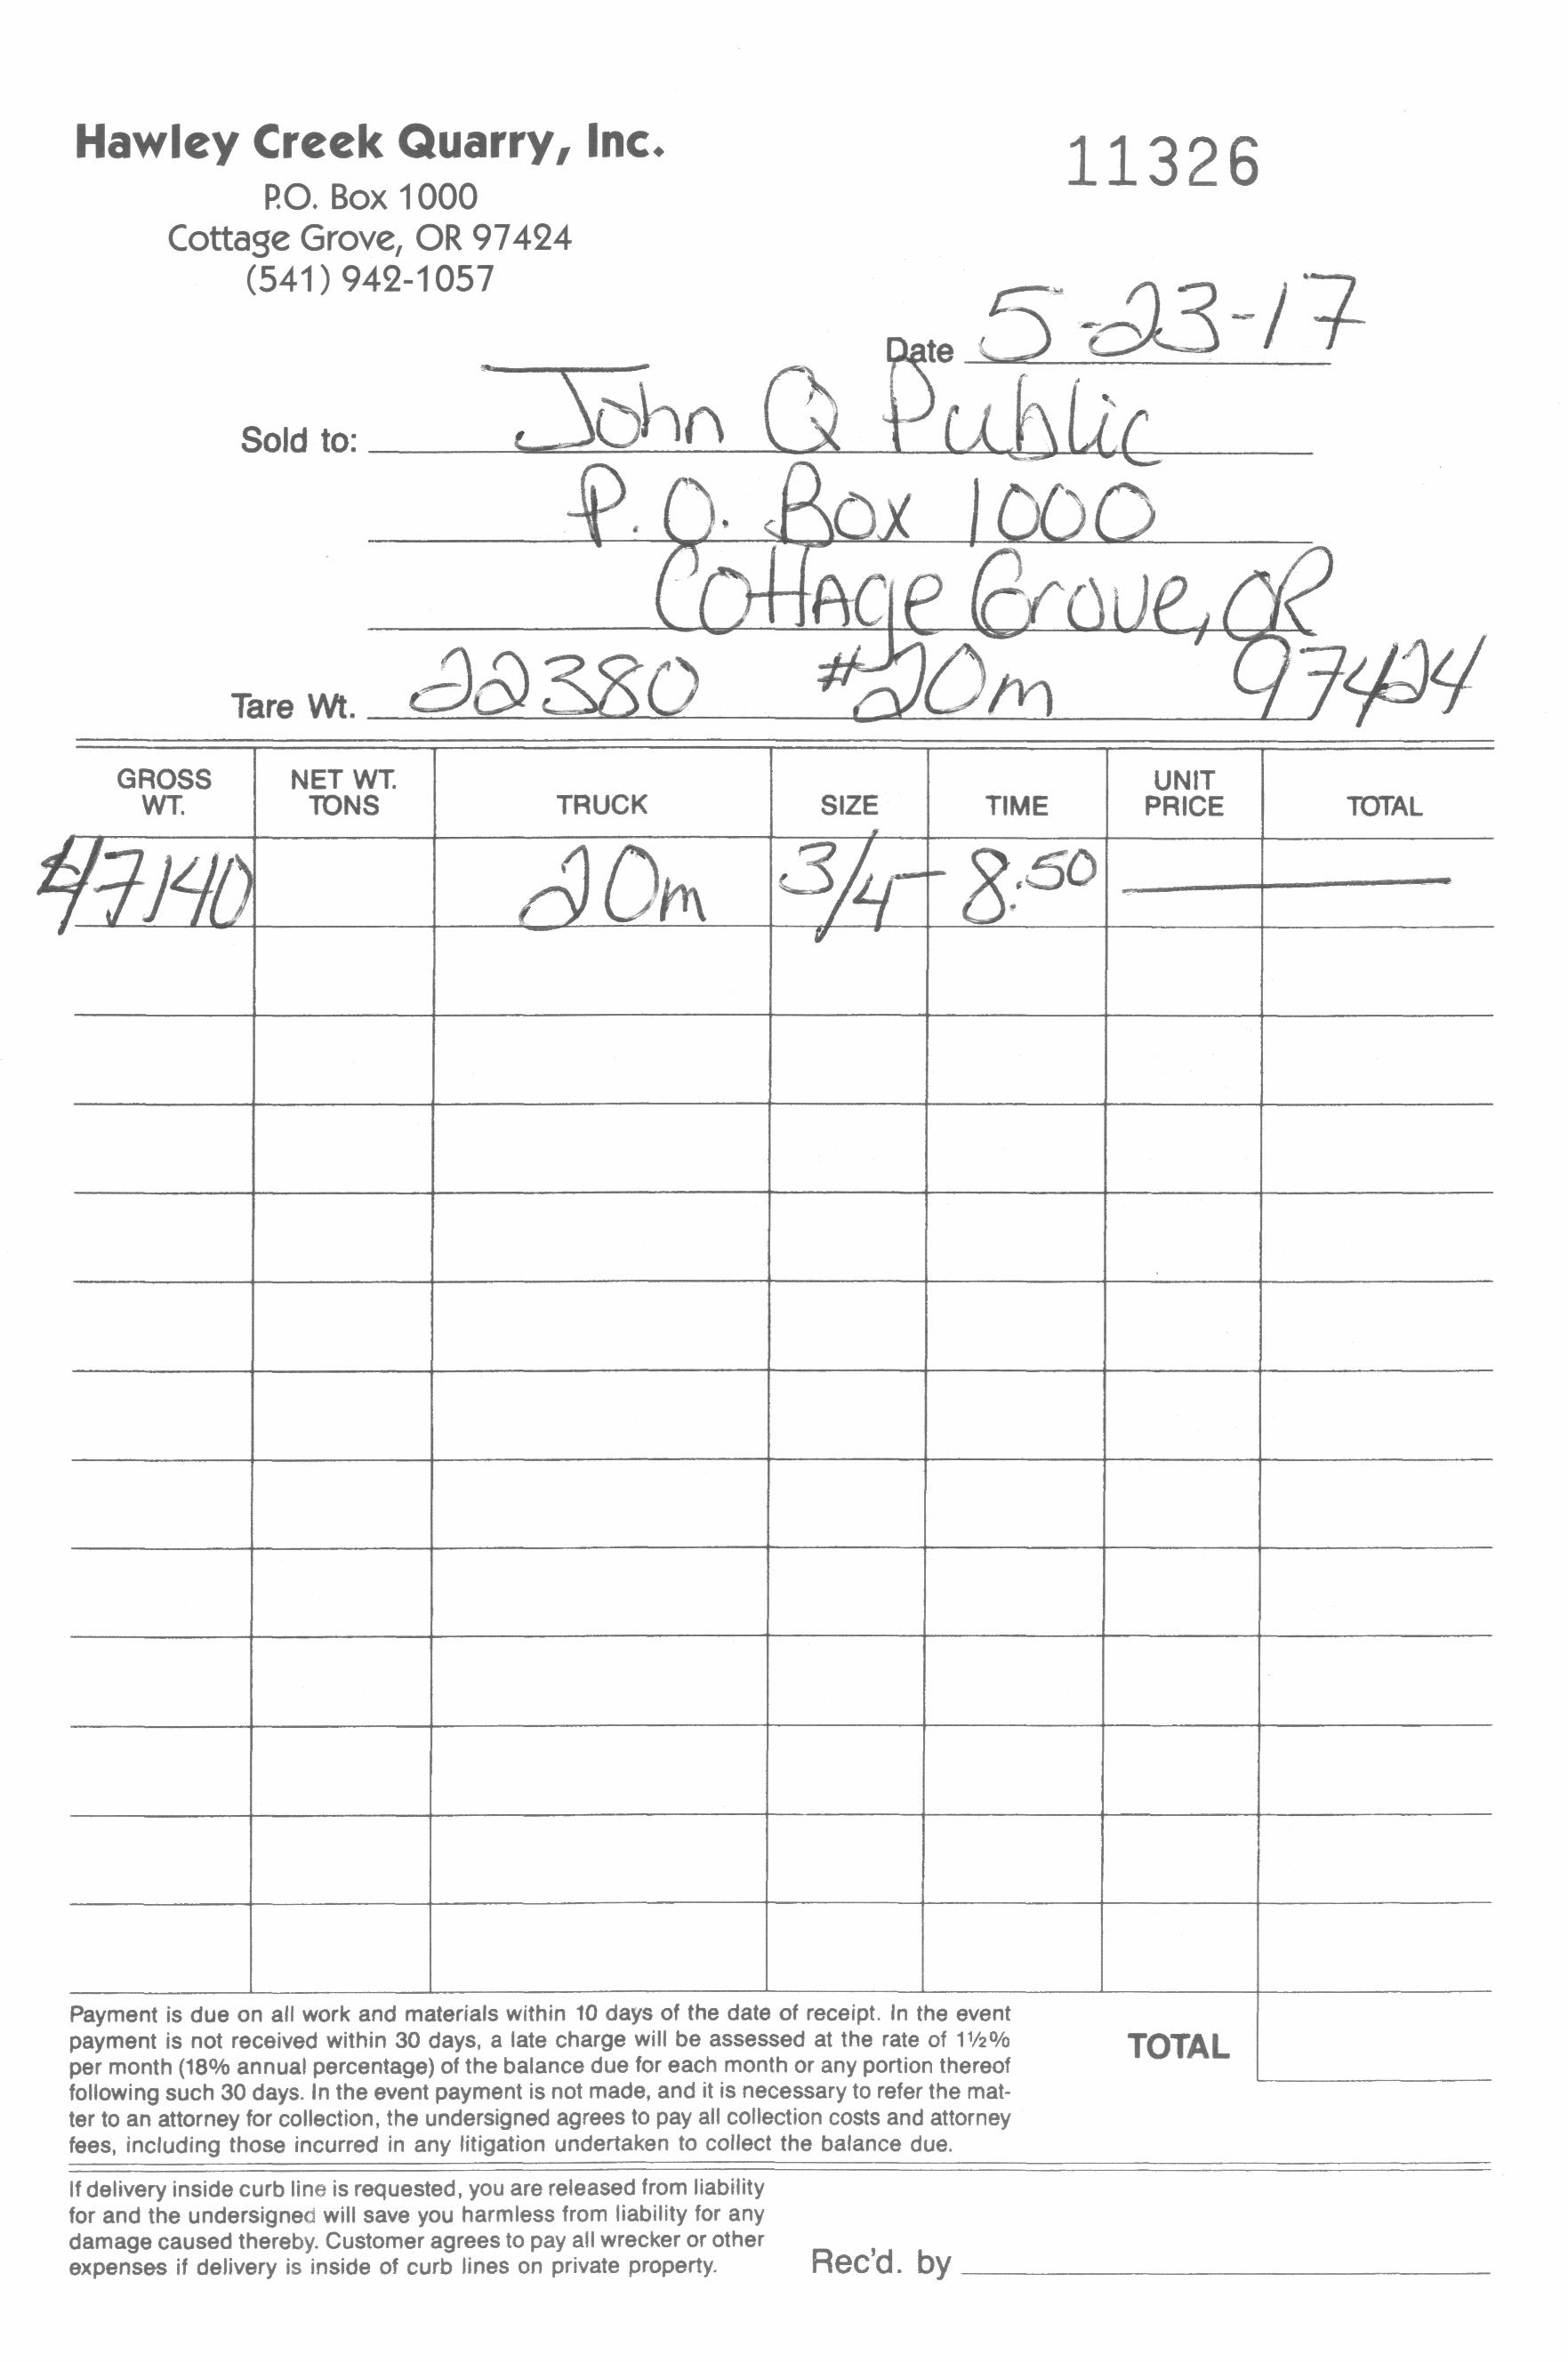 Hawley Creek Quarry, Inc.
11326
P.O. Box 1000
Cottage Grove, OR 97424
(541) 942-1057
Date 5-23-17
Sold to: John Q Public
P.O. Box 1000
Cottage Grove, OR
Tare Wt. 22380 #20m 97424
GROSS WT. NET WT. TONS TRUCK SIZE TIME UNIT PRICE TOTAL
47140 20m 3/4- 8:50
Payment is due on all work and materials within 10 days of the date of receipt. In the event
payment is not received within 30 days, a late charge will be assessed at the rate of 1½%
per month (18% annual percentage) of the balance due for each month or any portion thereof
following such 30 days. In the event payment is not made, and it is necessary to refer the mat-
ter to an attorney for collection, the undersigned agrees to pay all collection costs and attorney
fees, including those incurred in any litigation undertaken to collect the balance due.
TOTAL
If delivery inside curb line is requested, you are released from liability
for and the undersigned will save you harmless from liability for any
damage caused thereby. Customer agrees to pay all wrecker or other
expenses if delivery is inside of curb lines on private property.
Rec'd. by